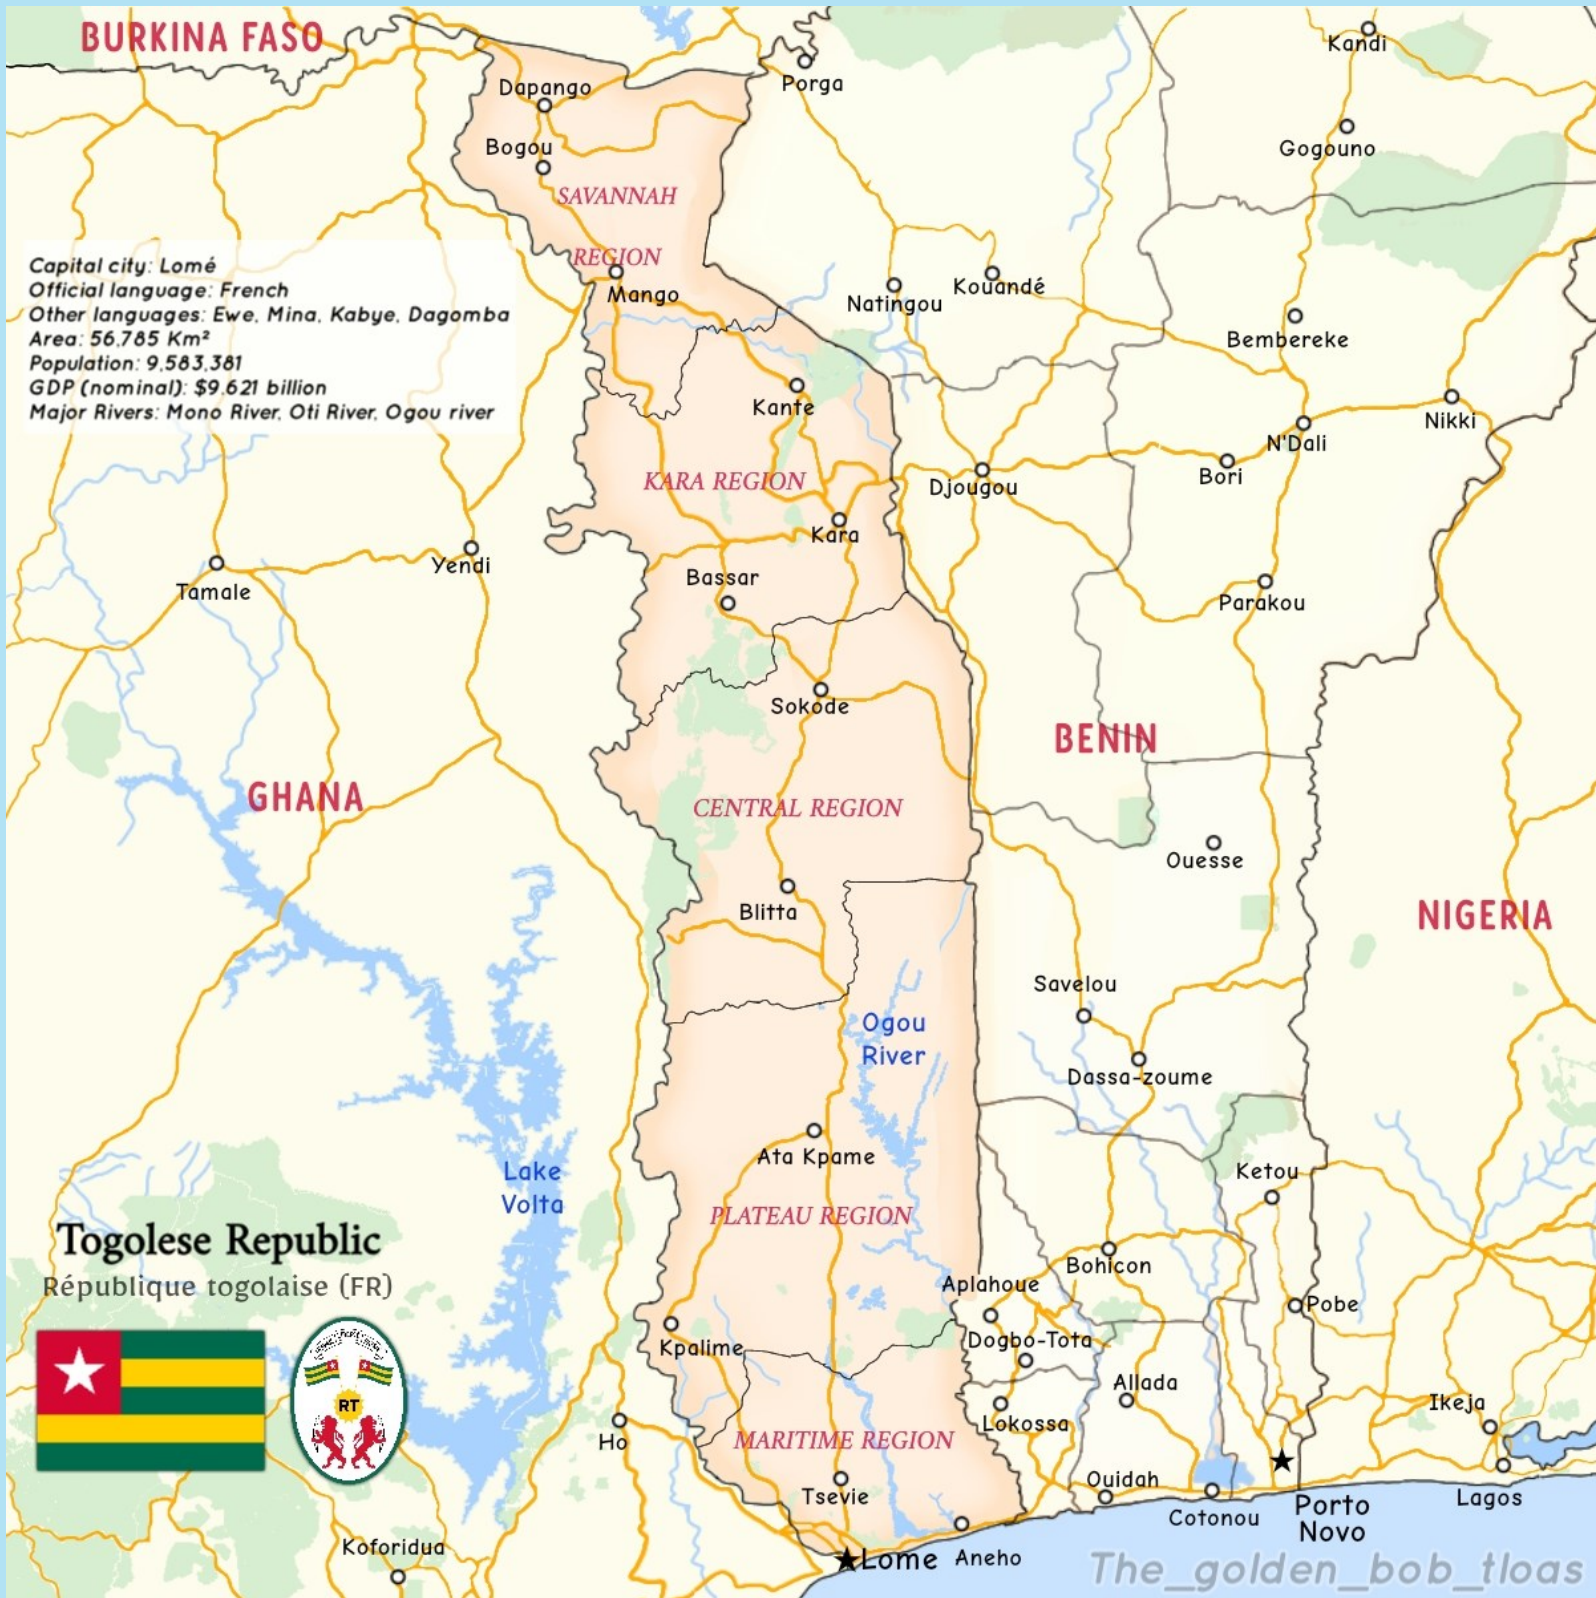 BURKINA FASO
Kandi
Porga
Dapango
Gogouno
Bogou
SAVANNAH
REGION
Mango
Natingou
Kouandé
Capital city: Lomé
Official language: French
Other languages: Ewe, Mina, Kabye, Dagomba
Area: 56,785 Km²
Population: 9,583,381
GDP (nominal): $9.621 billion
Major Rivers: Mono River, Oti River, Ogou river
Bembereke
Kante
Nikki
N'Dali
KARA REGION
Djougou
Bori
Kara
Tamale
Yendi
Bassar
Parakou
Sokode
BENIN
GHANA
CENTRAL REGION
Ouesse
Blitta
NIGERIA
Savelou
Ogou
River
Dassa-zoume
Ata Kpame
Lake
Volta
Ketou
PLATEAU REGION
Togolese Republic
République togolaise (FR)
Bohicon
Aplahoue
Pobe
Kpalime
Dogbo-Tota
Allada
RT
Lokossa
Ikeja
Ho
MARITIME REGION
Tsevie
Ouidah
Cotonou
Porto
Novo
Lagos
Koforidua
Lome
Aneho
The_golden_bob_tloas